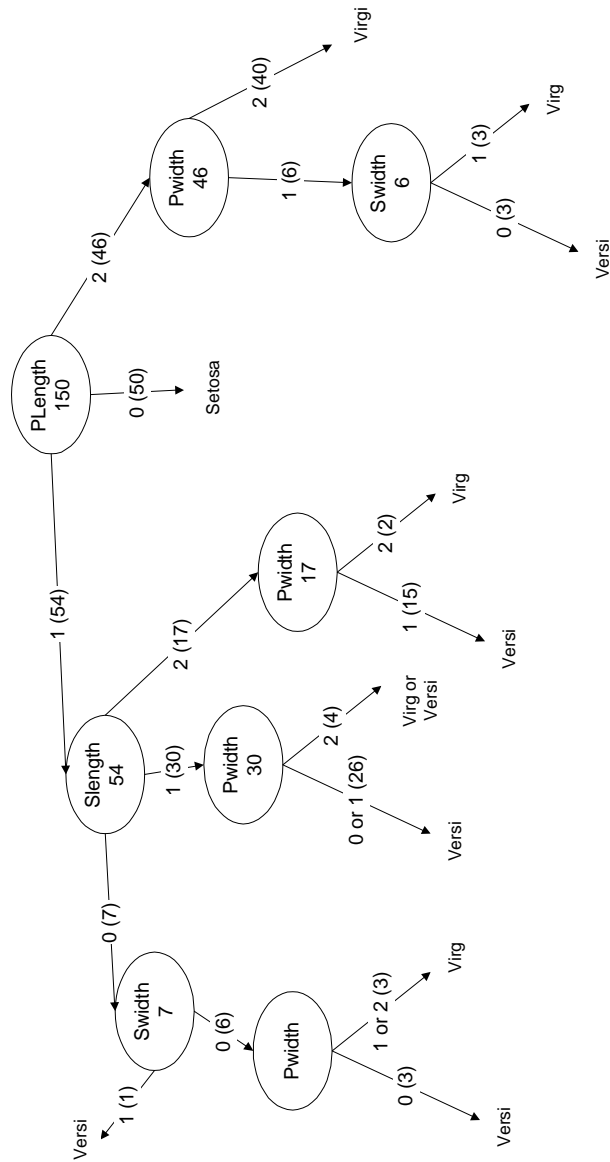 PLength
150
1 (54)
0 (50)
2 (46)
Setosa
Slength
54
0 (7)
1 (30)
2 (17)
Pwidth
46
1 (6)
2 (40)
Virgi
Swidth
7
1 (1)
Versi
0 (6)
Pwidth
30
0 or 1 (26)
2 (4)
Versi
Virg or
Versi
Pwidth
17
1 (15)
2 (2)
Versi
Virg
Swidth
6
0 (3)
1 (3)
Versi
Virg
Pwidth
0 (3)
1 or 2 (3)
Versi
Virg